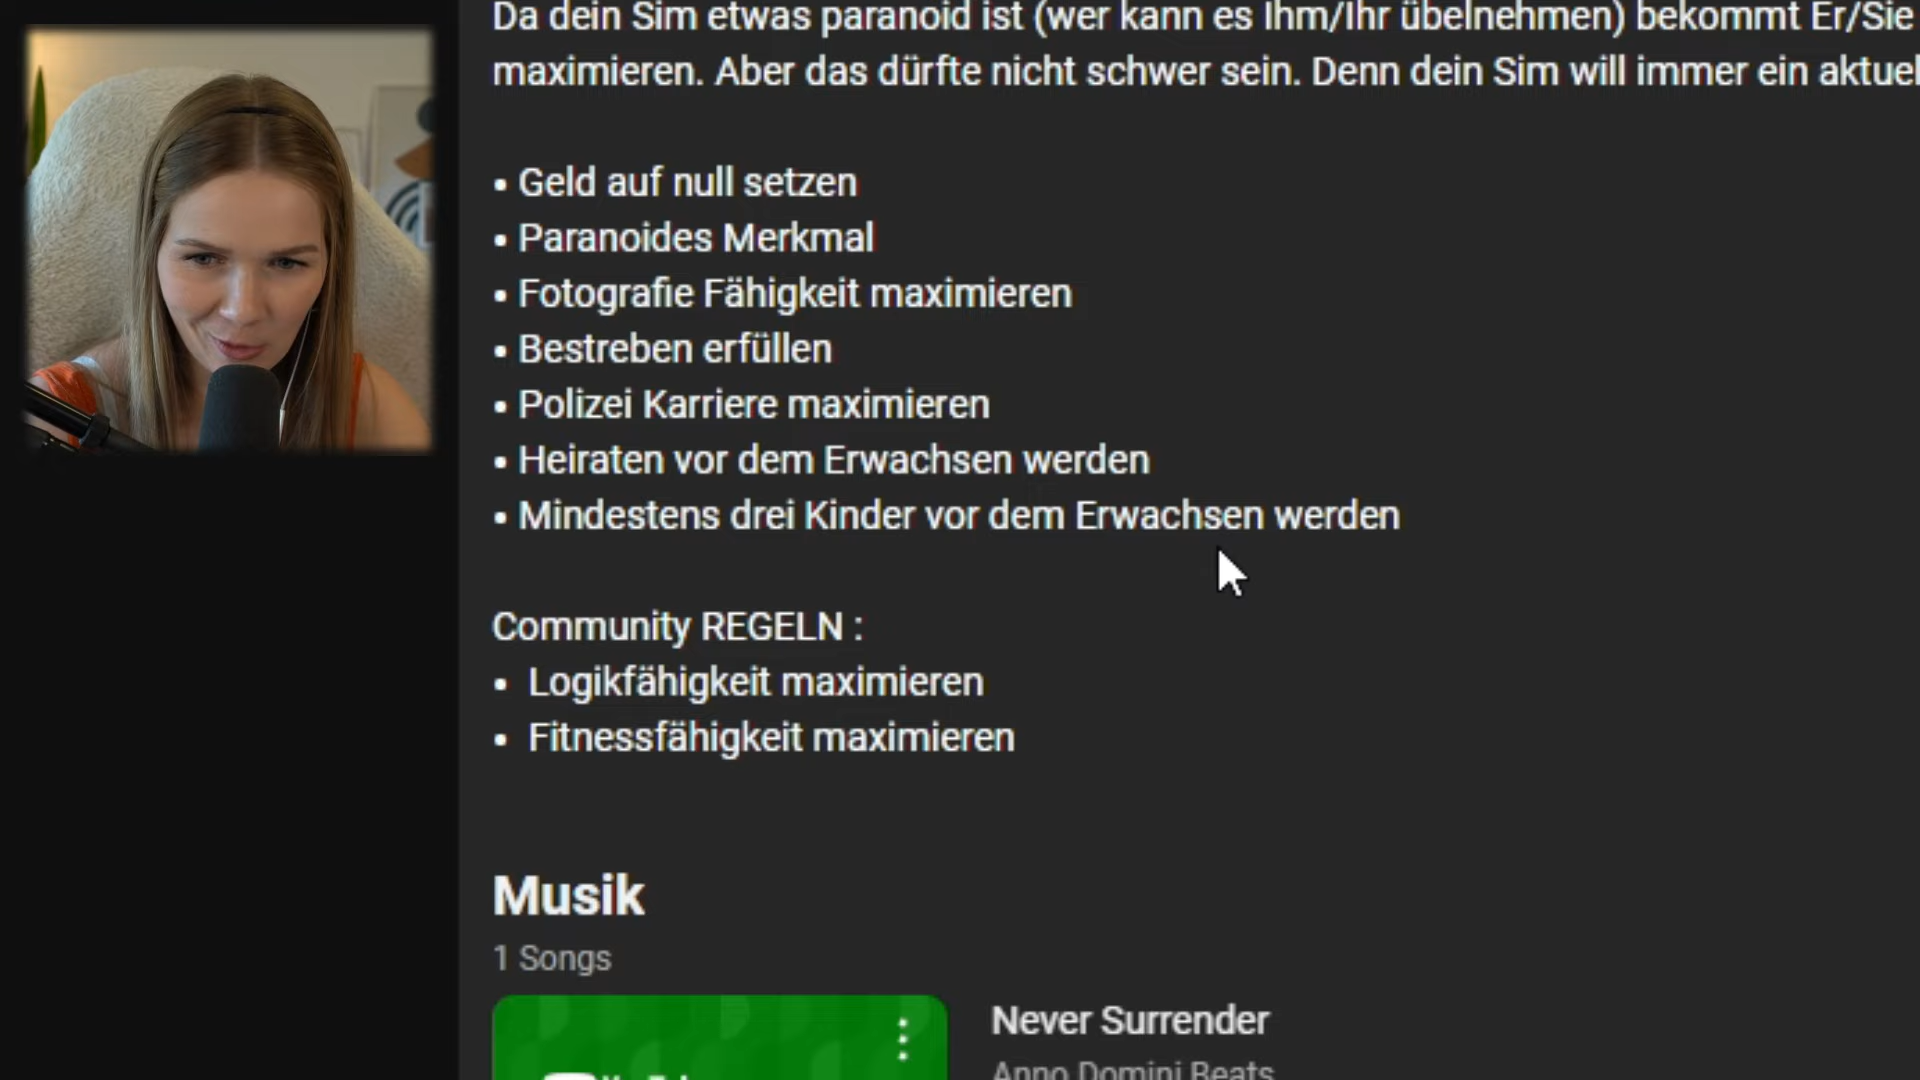 Da dein Sim etwas paranoid ist (wer kann es Ihm/Ihr übelnehmen) bekommt Er/Sie
maximieren. Aber das dürfte nicht schwer sein. Denn dein Sim will immer ein aktuel
• Geld auf null setzen
• Paranoides Merkmal
• Fotografie Fähigkeit maximieren
• Bestreben erfüllen
• Polizei Karriere maximieren
• Heiraten vor dem Erwachsen werden
• Mindestens drei Kinder vor dem Erwachsen werden
Community REGELN :
• Logikfähigkeit maximieren
• Fitnessfähigkeit maximieren
Musik
1 Songs
Never Surrender
Anno Domini Beats